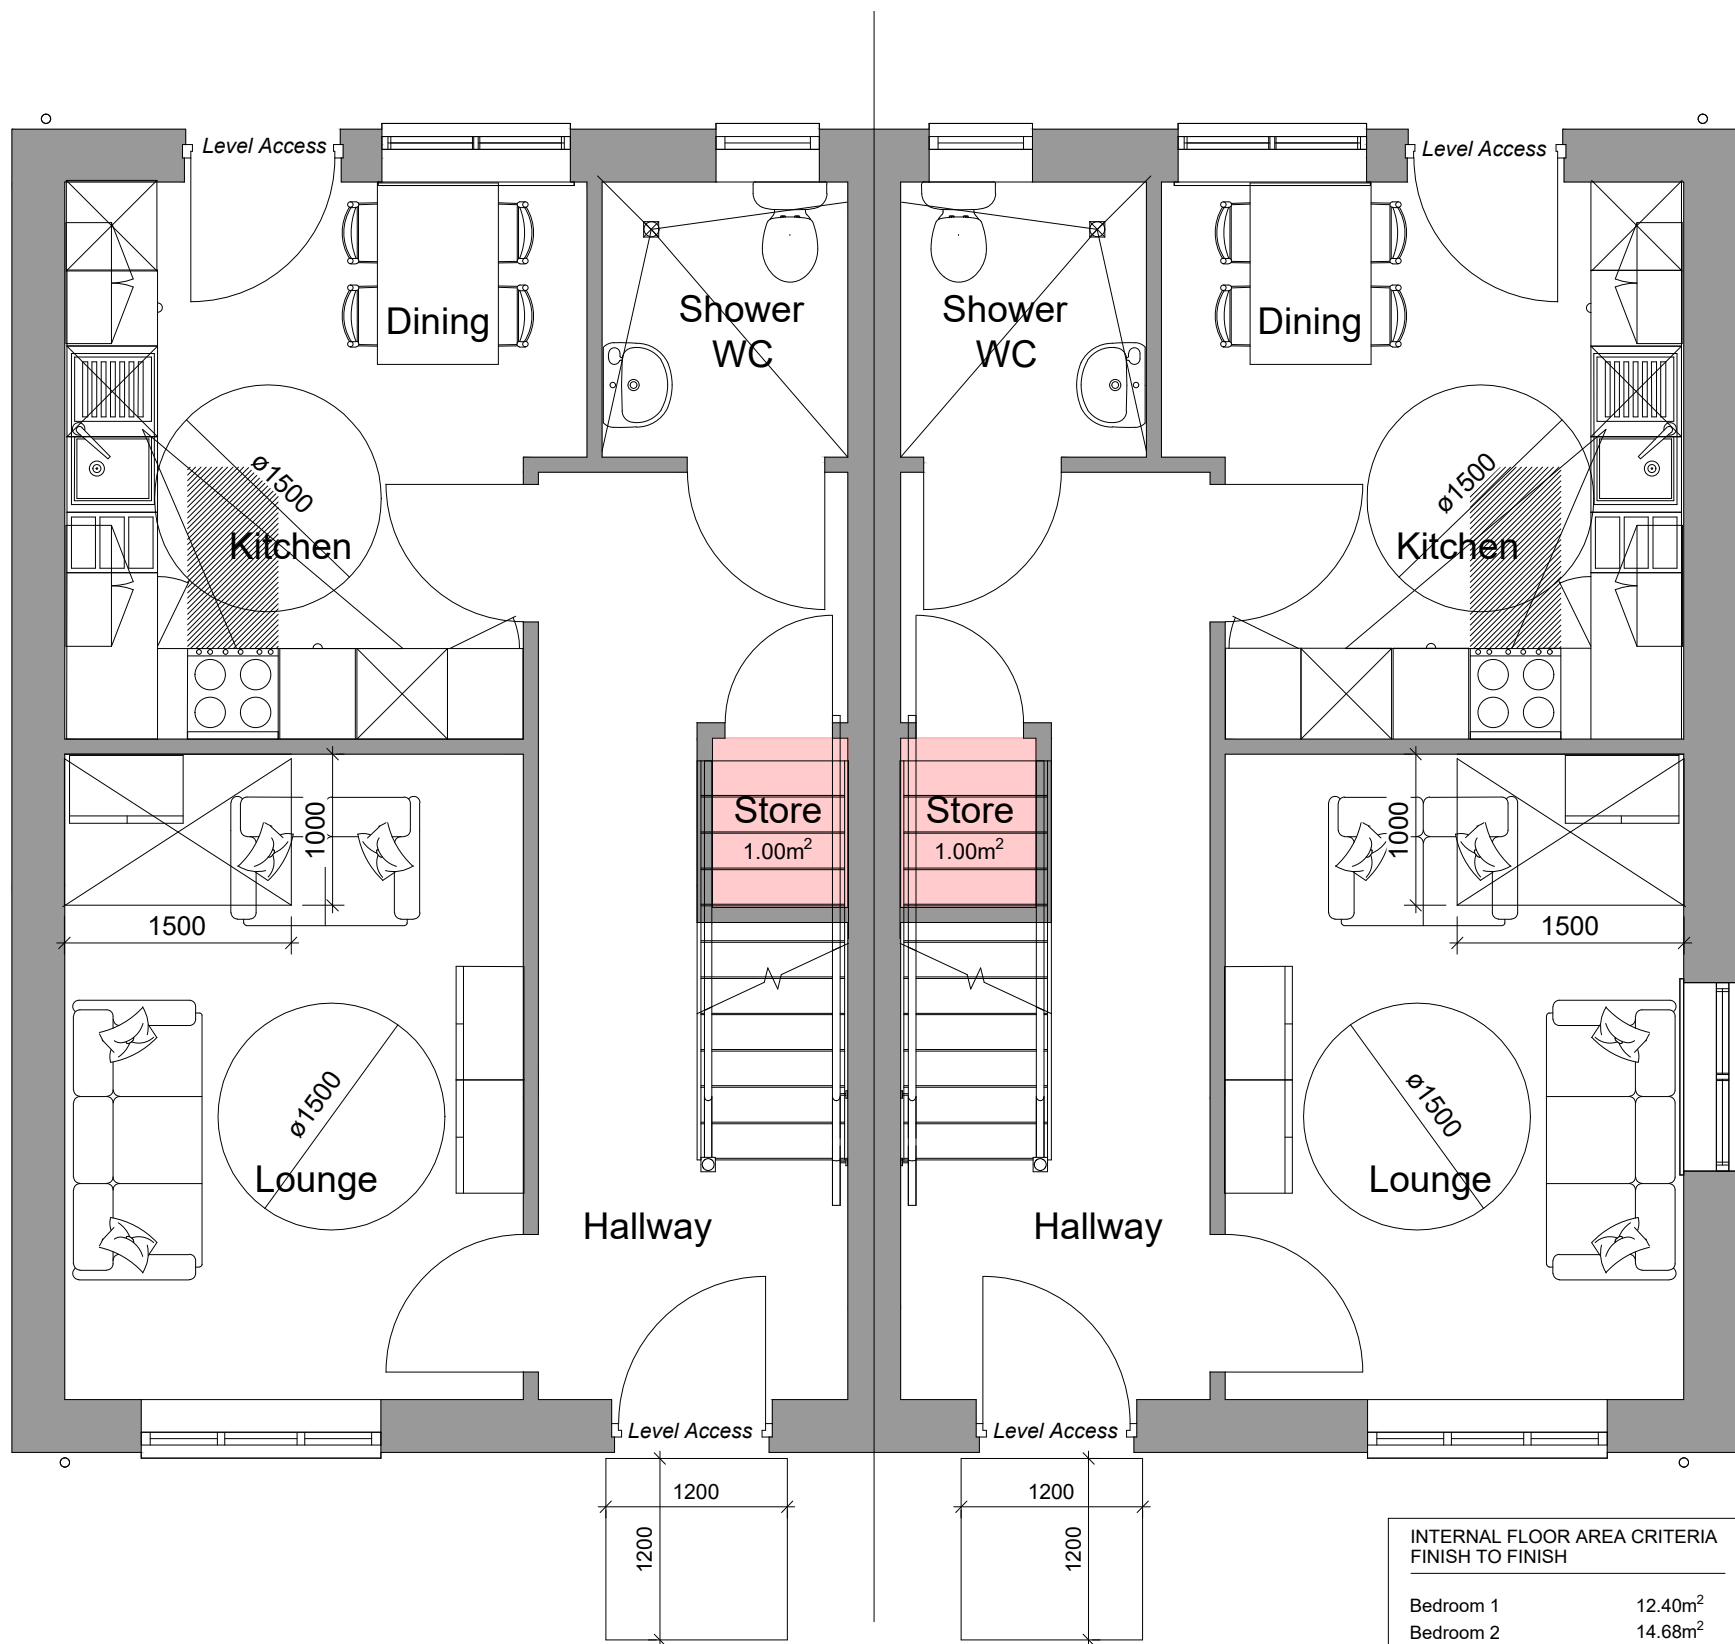 Level Access
Level Access
Dining
Shower
WC
Shower
WC
Dining
ø1500
Kitchen
ø1500
Kitchen
1000
Store
1.00m²
Store
1.00m²
1000
1500
1500
ø1500
Lounge
Hallway
Hallway
ø1500
Lounge
Level Access
Level Access
1200
1200
1200
1200
INTERNAL FLOOR AREA CRITERIA
FINISH TO FINISH
Bedroom 1 12.40m²
Bedroom 2 14.68m²